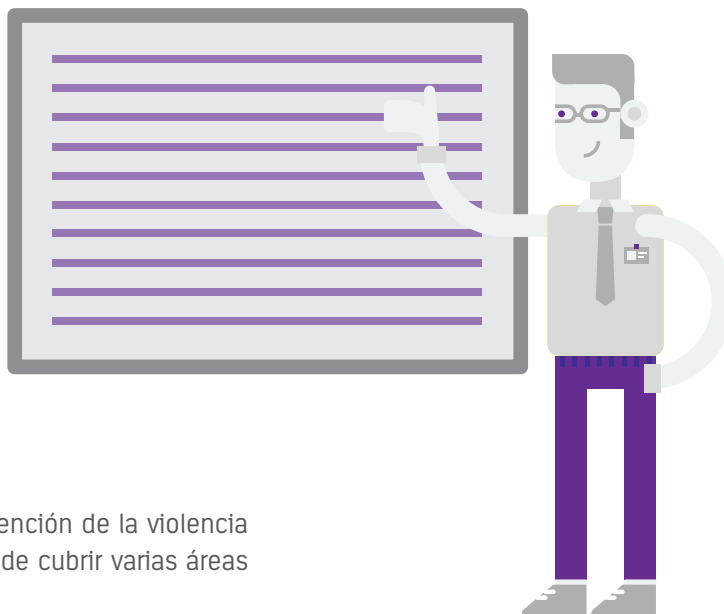 ención de la violencia
de cubrir varias áreas